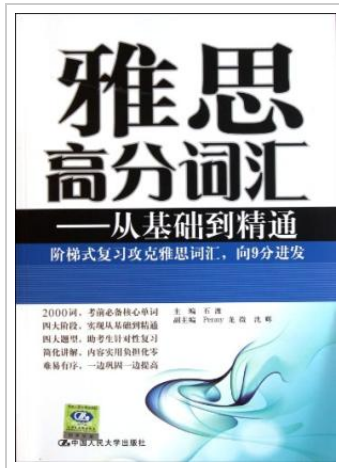 雅思
高分词汇
——从基础到精通
阶梯式复习攻克雅思词汇，向9分进发
2000词，考前必备核心单词
四大阶段，实现从基础到精通
四大题型，助考生针对性复习
简化讲解，内容实用负担化零
难易有序，一边巩固一边提高
主 编 石渡
副主编 Penny 龙微 沈辉
中国人民大学出版社